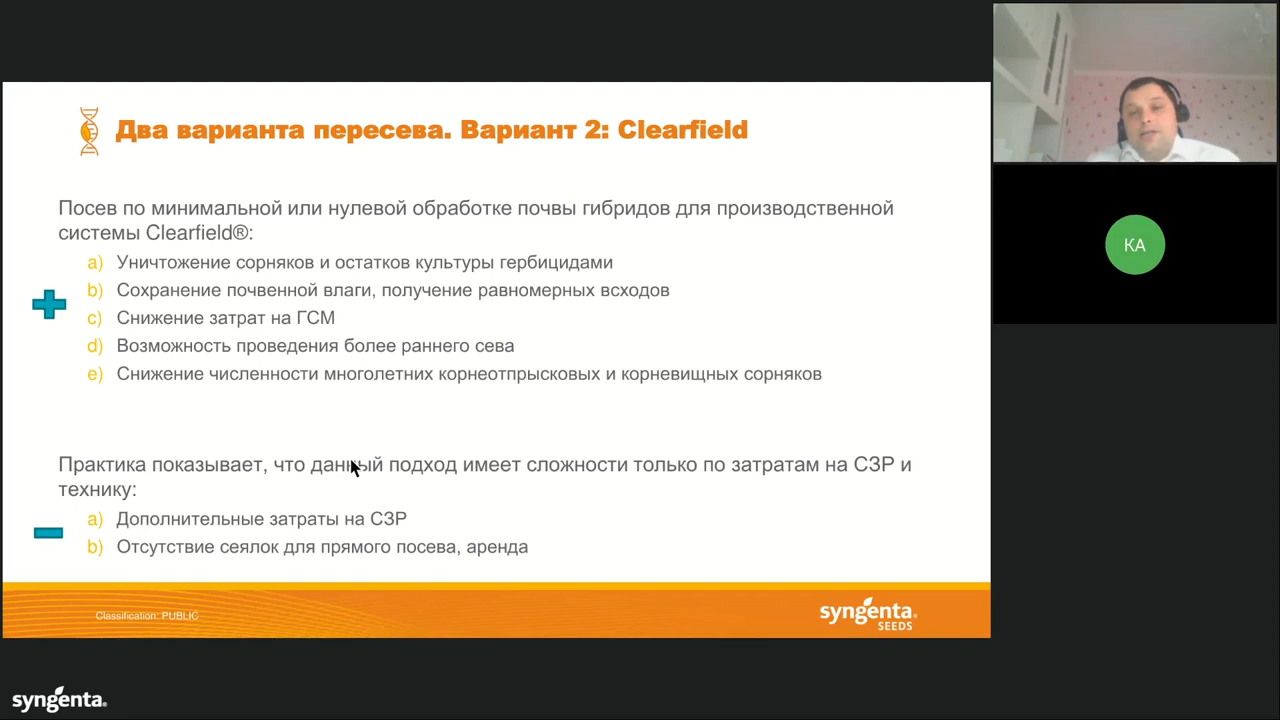 Два варианта пересева. Вариант 2: Clearfield
Посев по минимальной или нулевой обработке почвы гибридов для производственной
системы Clearfield®:
a) Уничтожение сорняков и остатков культуры гербицидами
b) Сохранение почвенной влаги, получение равномерных всходов
c) Снижение затрат на ГСМ
d) Возможность проведения более раннего сева
e) Снижение численности многолетних корнеотпрысковых и корневищных сорняков
Практика показывает, что данный подход имеет сложности только по затратам на СЗР и
технику:
a) Дополнительные затраты на СЗР
b) Отсутствие сеялок для прямого посева, аренда
Classification: PUBLIC
syngenta.
SEEDS
syngenta.
КА